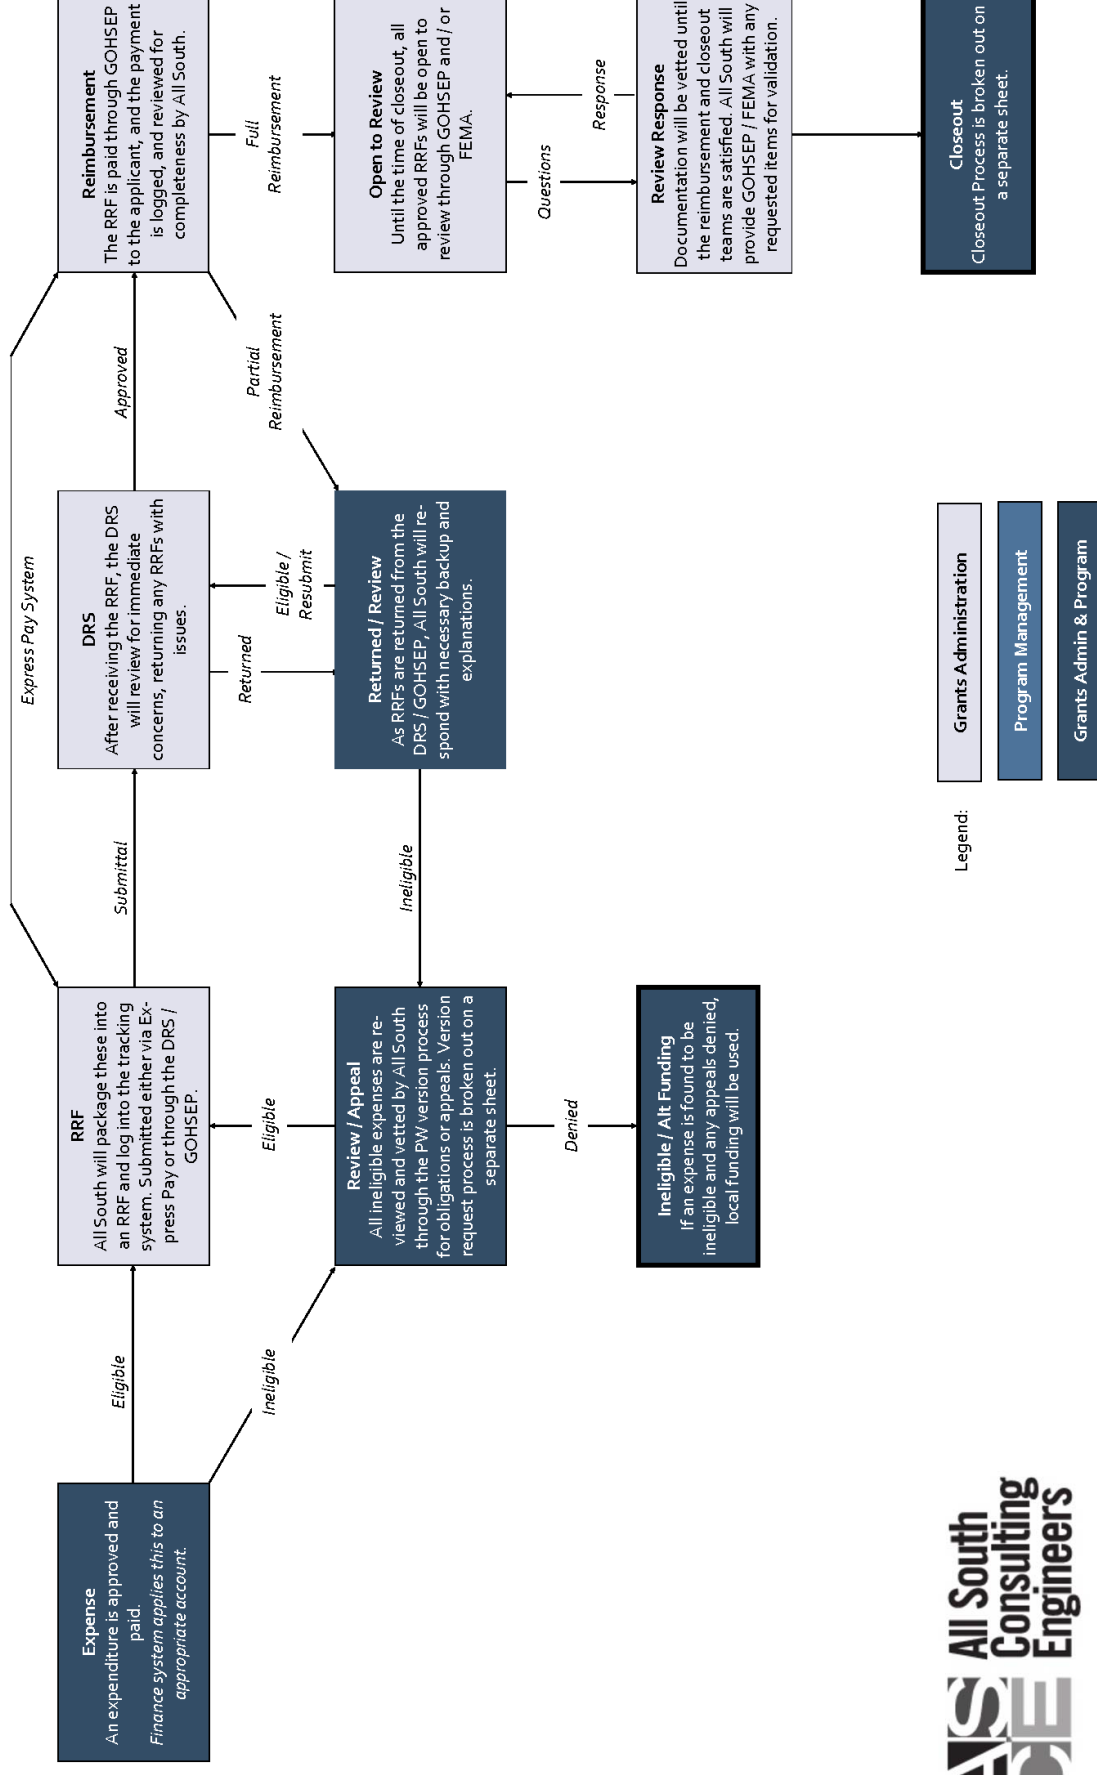 Express Pay System
Expense
An expenditure is approved and
paid.
Finance system applies this to an
appropriate account.
Eligible
Ineligible
RRF
All South will package these into
an RRF and log into the tracking
system. Submitted either via Ex-
press Pay or through the DRS /
GOHSEP.
Submittal
DRS
After receiving the RRF, the DRS
will review for immediate
concerns, returning any RRFs with
issues.
Approved
Reimbursement
The RRF is paid through GOHSEP
to the applicant, and the payment
is logged, and reviewed for
completeness by All South.
Eligible
Returned
Eligible /
Resubmit
Partial
Reimbursement
Full
Reimbursement
Review / Appeal
All ineligible expenses are re-
viewed and vetted by All South
through the PW version process
for obligations or appeals. Version
request process is broken out on a
separate sheet.
Ineligible
Returned / Review
As RRFs are returned from the
DRS / GOHSEP, All South will re-
spond with necessary backup and
explanations.
Open to Review
Until the time of closeout, all
approved RRFs will be open to
review through GOHSEP and / or
FEMA.
Denied
Questions
Response
Ineligible / Alt Funding
If an expense is found to be
ineligible and any appeals denied,
local funding will be used.
Review Response
Documentation will be vetted until
the reimbursement and closeout
teams are satisfied. All South will
provide GOHSEP / FEMA with any
requested items for validation.
Closeout
Closeout Process is broken out on
a separate sheet.
Legend:
Grants Administration
Program Management
Grants Admin & Program
AS
CE
All South
Consulting
Engineers